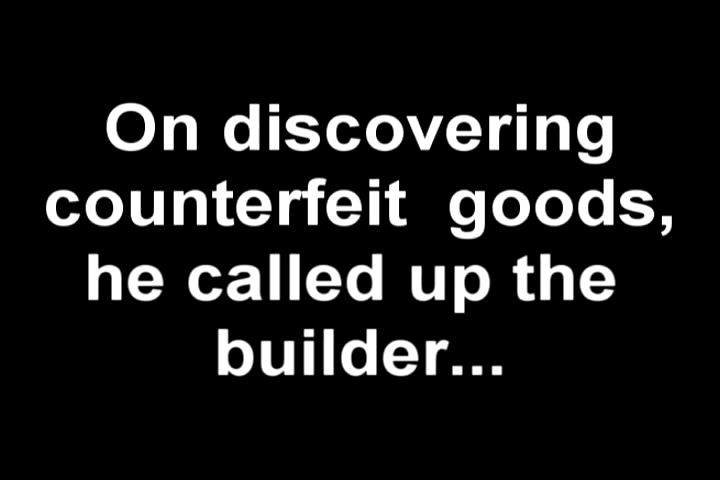 On discovering
counterfeit  goods,
he called up the
builder...